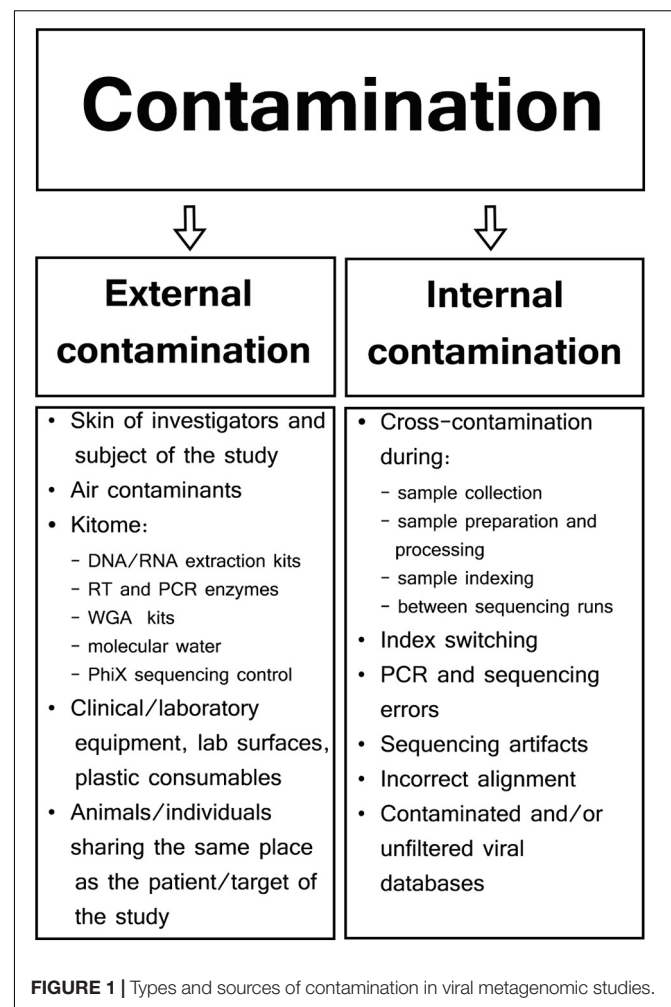 Contamination
External
contamination
• Skin of investigators and
subject of the study
• Air contaminants
• Kitome:
- DNA/RNA extraction kits
- RT and PCR enzymes
- WGA kits
- molecular water
- PhiX sequencing control
• Clinical/laboratory
equipment, lab surfaces,
plastic consumables
• Animals/individuals
sharing the same place
as the patient/target of
the study
Internal
contamination
• Cross-contamination
during:
- sample collection
- sample preparation and
processing
- sample indexing
- between sequencing runs
• Index switching
• PCR and sequencing
errors
• Sequencing artifacts
• Incorrect alignment
• Contaminated and/or
unfiltered viral
databases
FIGURE 1 | Types and sources of contamination in viral metagenomic studies.